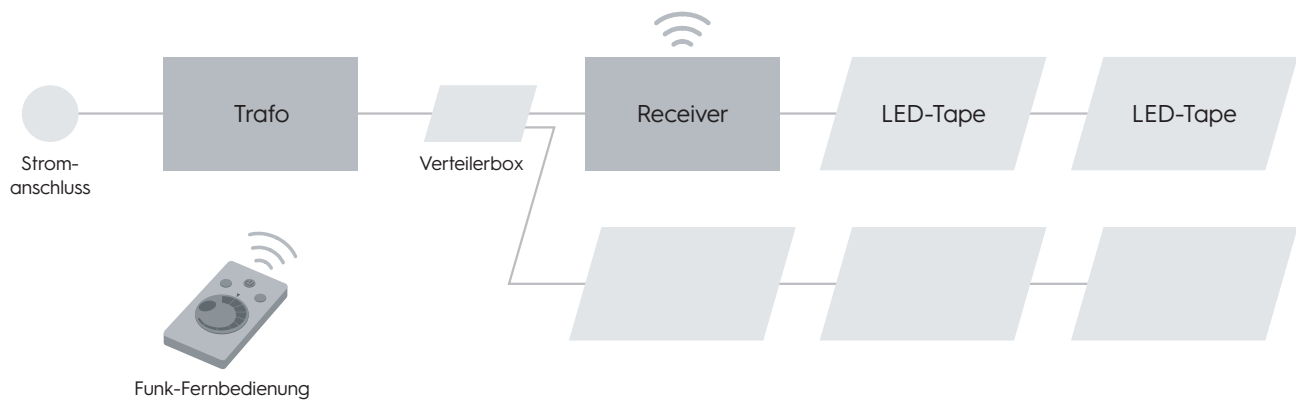 Trafo
Receiver
LED-Tape
LED-Tape
Strom-
anschluss
Verteilerbox
Funk-Fernbedienung